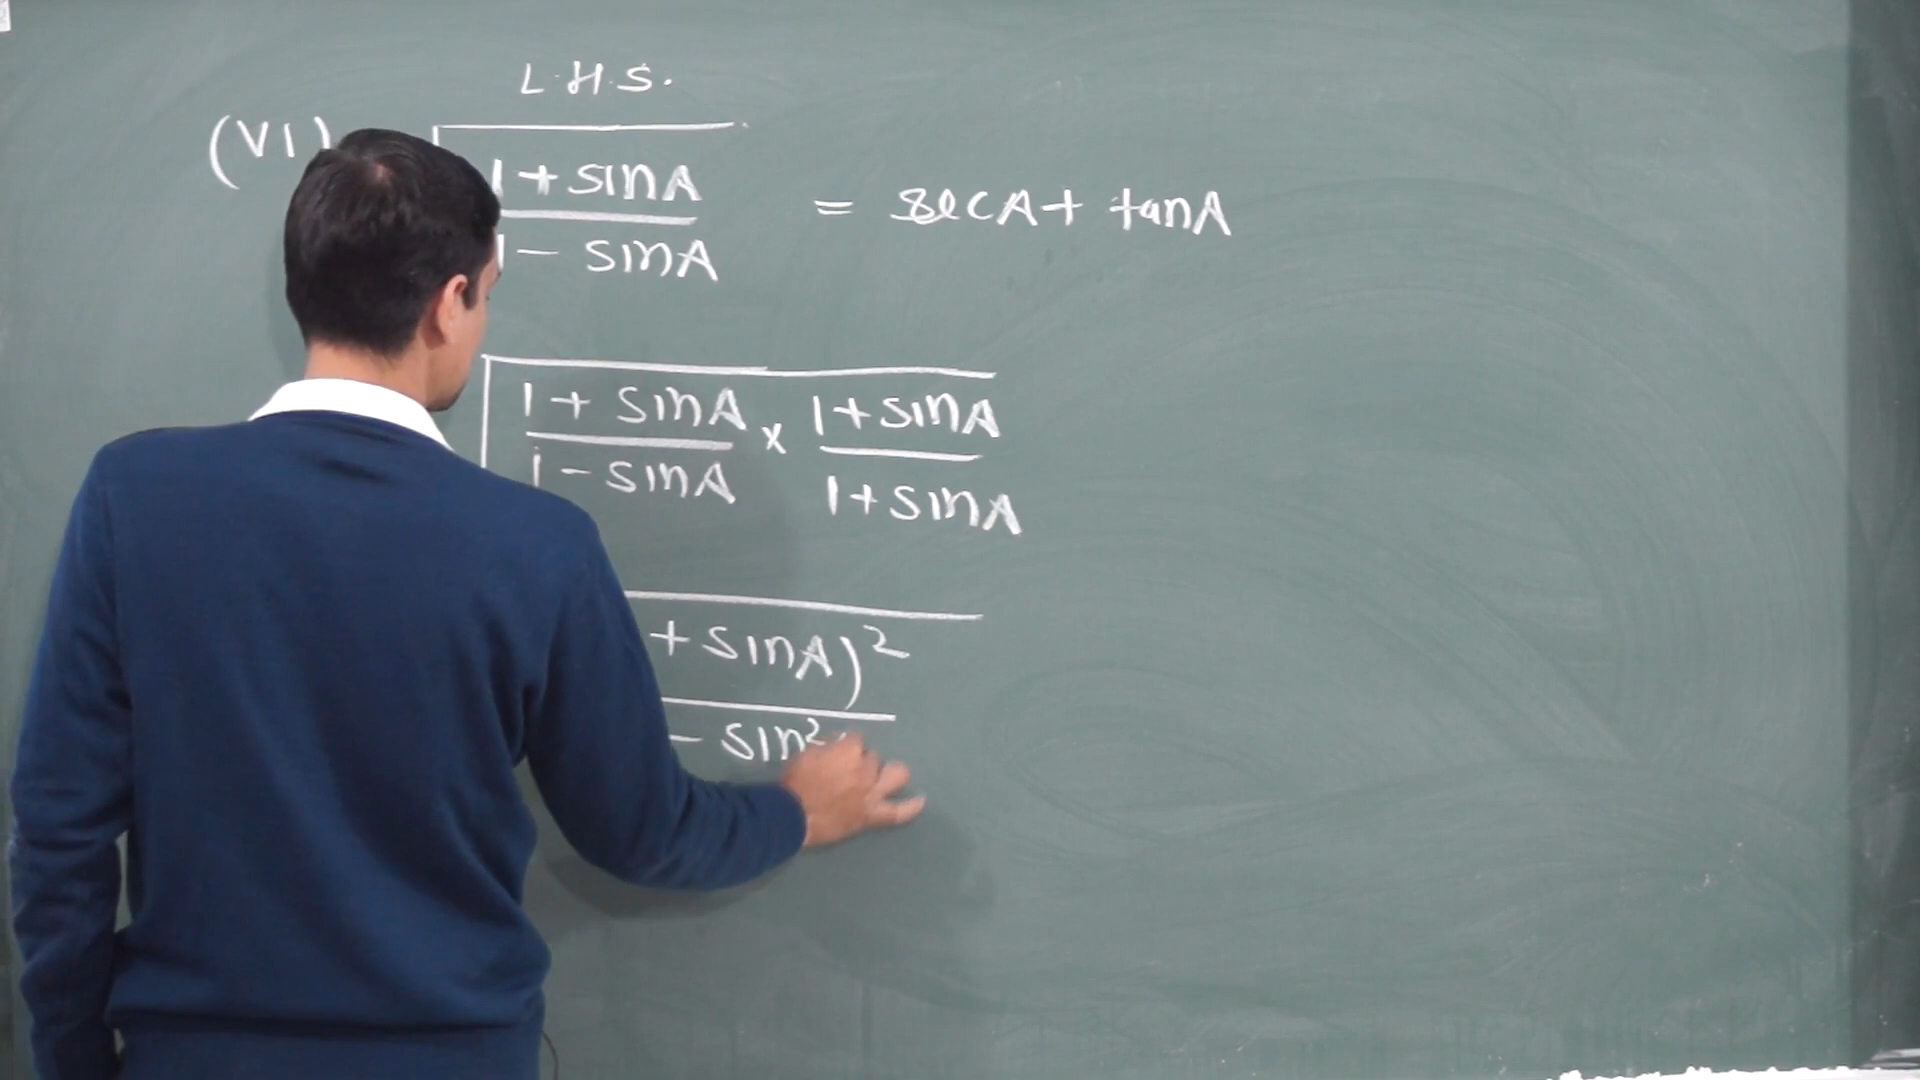 L.H.S.
(VI) √(1+sinA / 1-sinA) = secA + tanA
√(1+sinA / 1-sinA × 1+sinA / 1+sinA)
+sinA)²
- sin²